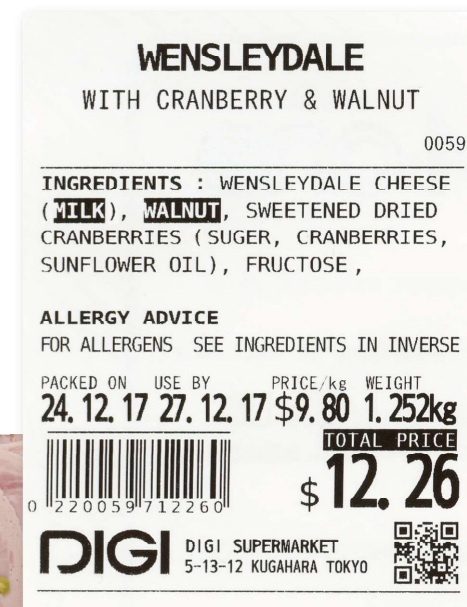 WENSLEYDALE
WITH CRANBERRY & WALNUT
0059
INGREDIENTS : WENSLEYDALE CHEESE
(MILK), WALNUT, SWEETENED DRIED
CRANBERRIES (SUGER, CRANBERRIES,
SUNFLOWER OIL), FRUCTOSE ,
ALLERGY ADVICE
FOR ALLERGENS SEE INGREDIENTS IN INVERSE
PACKED ON USE BY PRICE/kg WEIGHT
24. 12. 17 27. 12. 17 $9. 80 1. 252kg
TOTAL PRICE
$ 12. 26
0 220059 712260
DIGI DIGI SUPERMARKET
5-13-12 KUGAHARA TOKYO